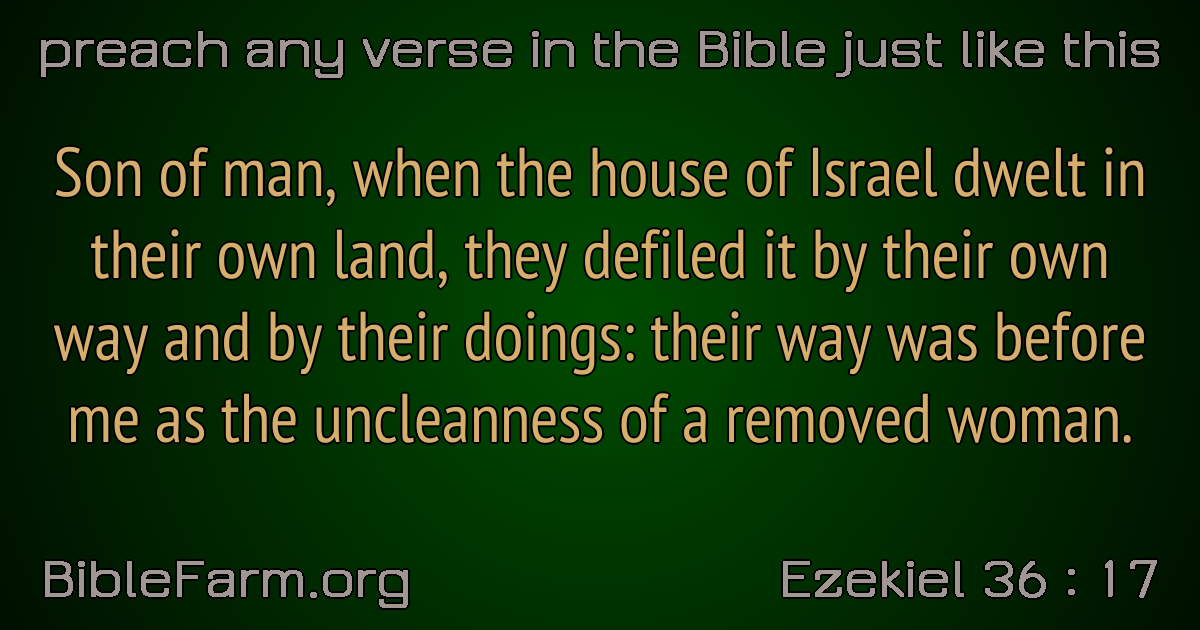 preach any verse in the Bible just like this
Son of man, when the house of Israel dwelt in
their own land, they defiled it by their own
way and by their doings: their way was before
me as the uncleanness of a removed woman.
BibleFarm.org
Ezekiel 36 : 17